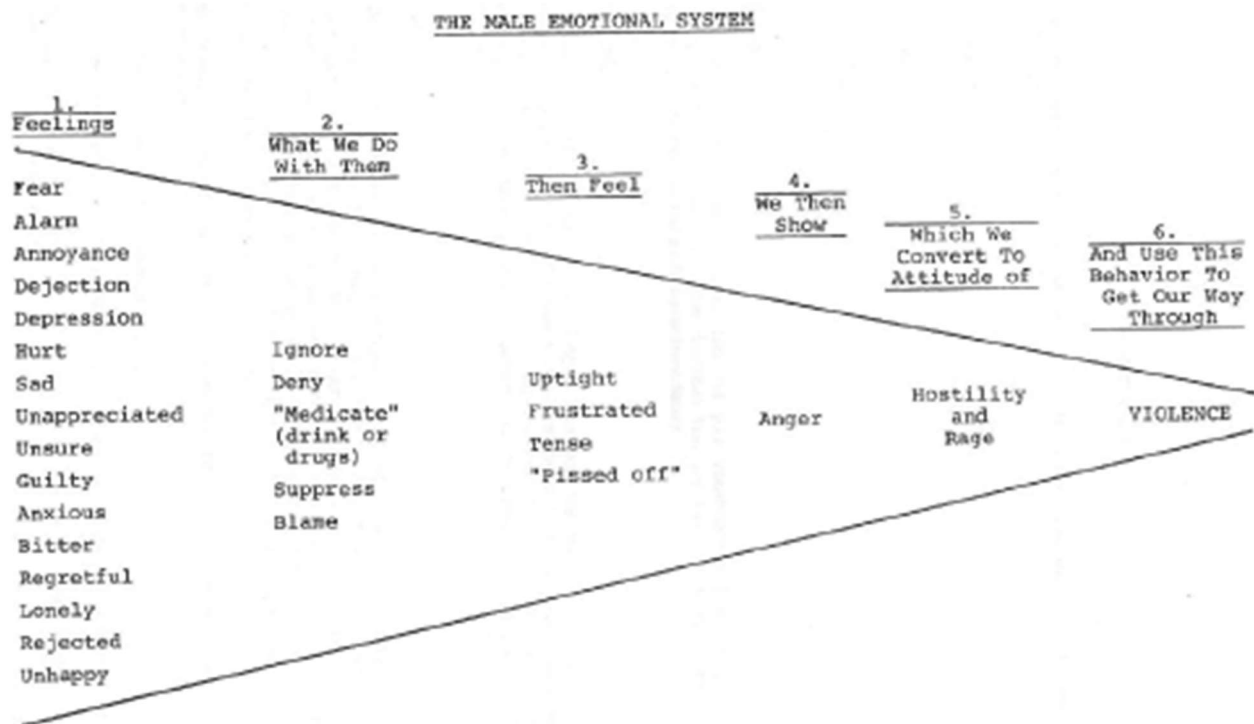 THE MALE EMOTIONAL SYSTEM
1.
Feelings
Fear
Alarm
Annoyance
Dejection
Depression
Hurt
Sad
Unappreciated
Unsure
Guilty
Anxious
Bitter
Regretful
Lonely
Rejected
Unhappy
2.
What We Do
With Them
Ignore
Deny
"Medicate"
(drink or
drugs)
Suppress
Blame
3.
Then Feel
Uptight
Frustrated
Tense
"Pissed off"
4.
We Then
Show
Anger
5.
Which We
Convert To
Attitude of
Hostility
and
Rage
6.
And Use This
Behavior To
Get Our Way
Through
VIOLENCE